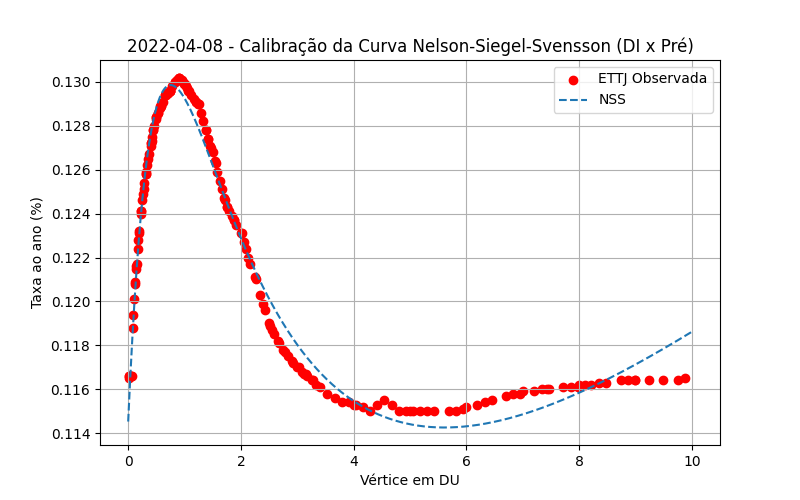 2022-04-08 - Calibração da Curva Nelson-Siegel-Svensson (DI x Pré)
ETTJ Observada
NSS
Taxa ao ano (%)
0.130
0.128
0.126
0.124
0.122
0.120
0.118
0.116
0.114
0 2 4 6 8 10
Vértice em DU